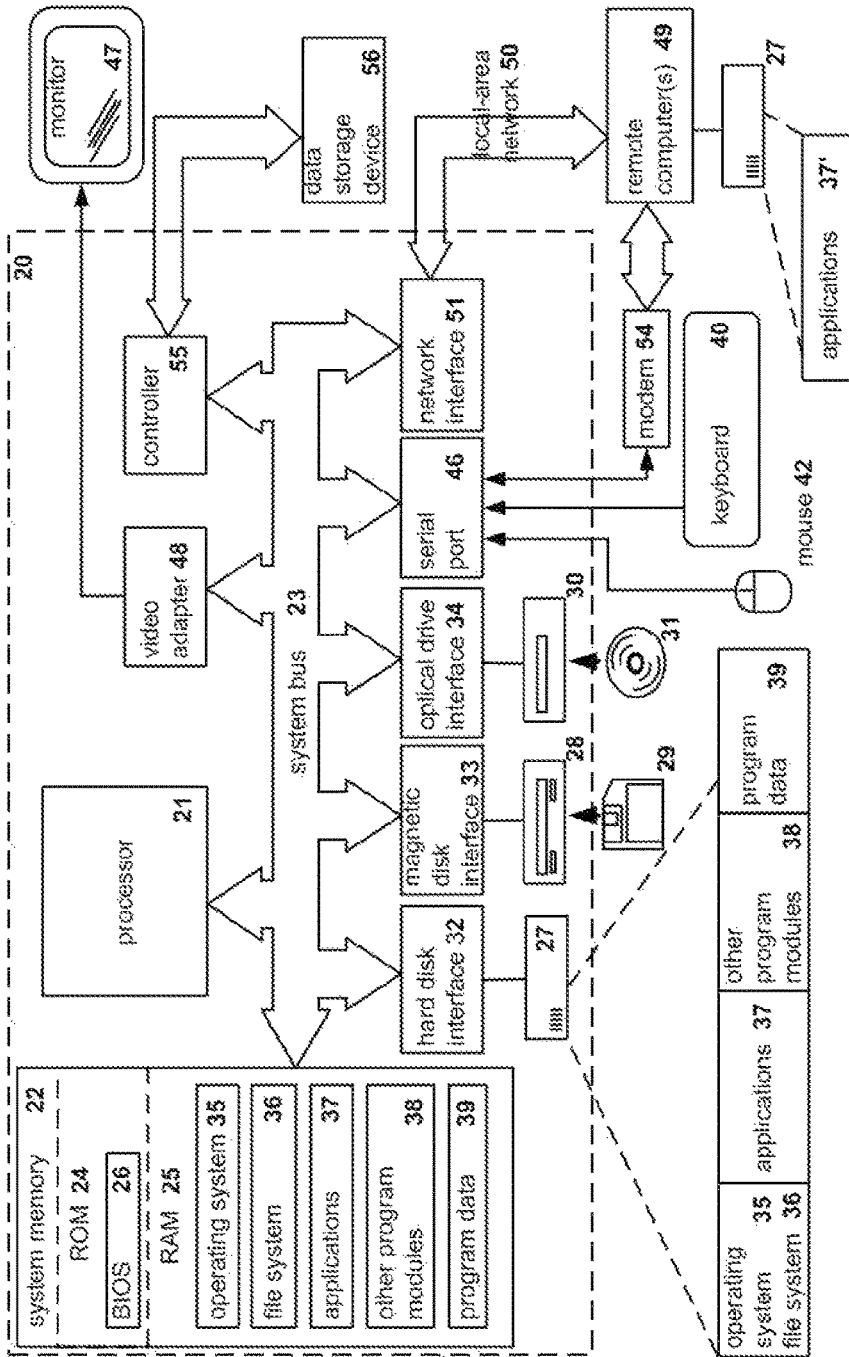 system memory 22
ROM 24
BIOS 26
RAM 25
operating system 35
file system 36
applications 37
other program
modules 38
program data 39
processor
21
20
video
adapter 48
controller
55
monitor
47
system bus
23
data
storage
device
56
hard disk
interface 32
magnetic
disk
interface 33
optical drive
interface 34
serial
port
46
network
interface 51
local-area
network 50
27
28
30
29
31
mouse 42
keyboard
40
modem 54
remote
computer(s)
49
27
applications
37'
operating
system 35
file system 36
applications 37
other
program
modules 38
program
data
39